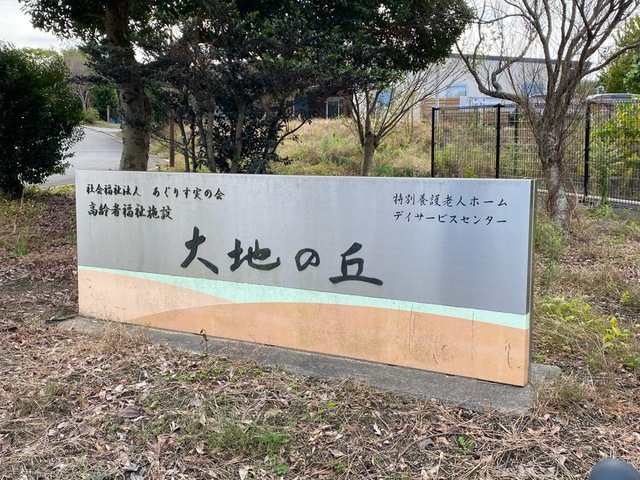 社会福祉法人 あぐりす実の会
高齢者福祉施設
特別養護老人ホーム
デイサービスセンター
大地の丘